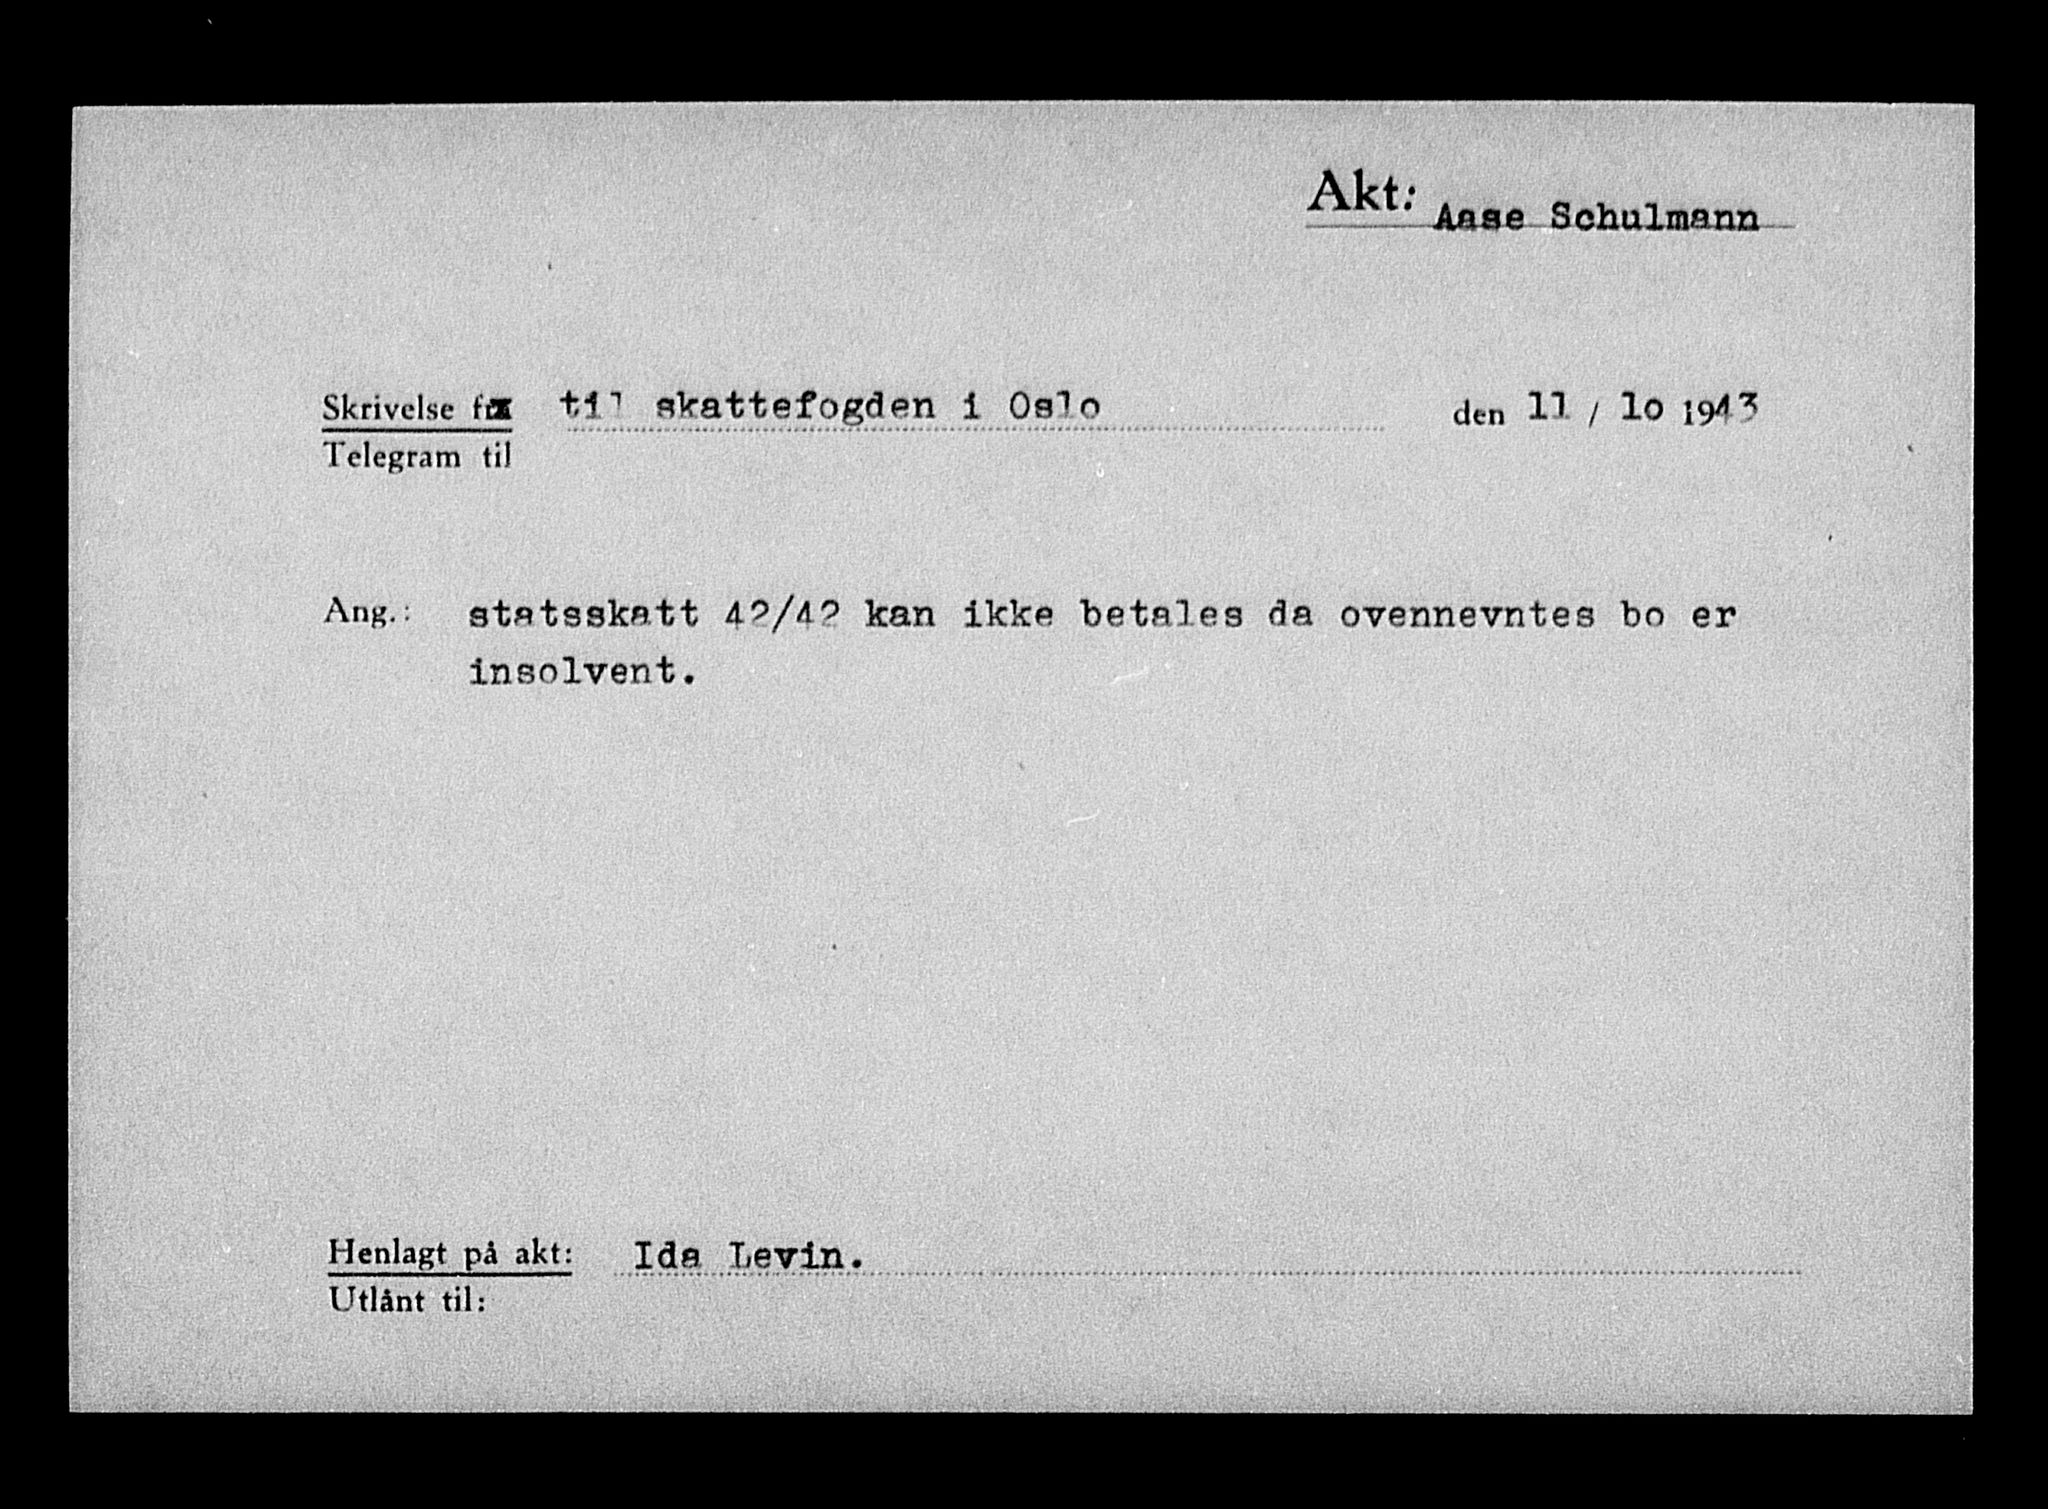 Akt: Aase Schulmann
Skrivelse fra til skattefogden i Oslo den 11 / 10 1943
Telegram til
Ang.: statsskatt 42/42 kan ikke betales da ovennevntes bo er
insolvent.
Henlagt på akt: Ida Levin.
Utlånt til: